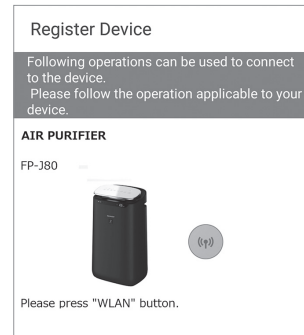 Register Device
Following operations can be used to connect
to the device.
Please follow the operation applicable to your
device.
AIR PURIFIER
FP-J80
Please press "WLAN" button.